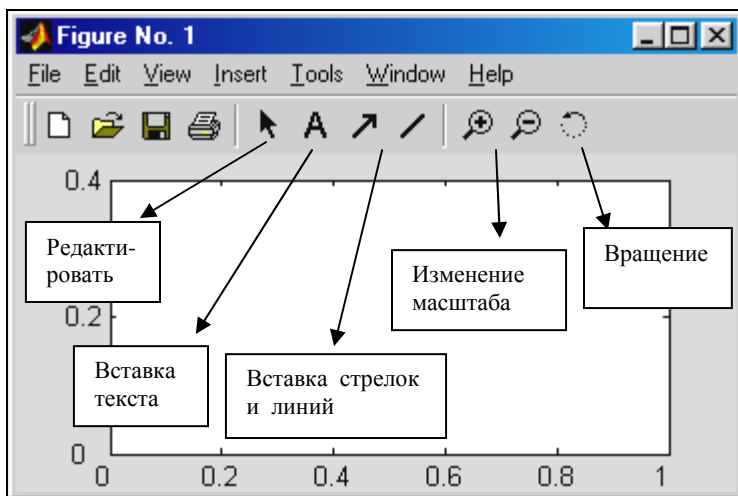 Figure No. 1
File Edit View Insert Tools Window Help
A
0.4
Редакти-
ровать
Изменение
масштаба
Вращение
0.2
Вставка
текста
Вставка стрелок
и линий
0
0 0.2 0.4 0.6 0.8 1